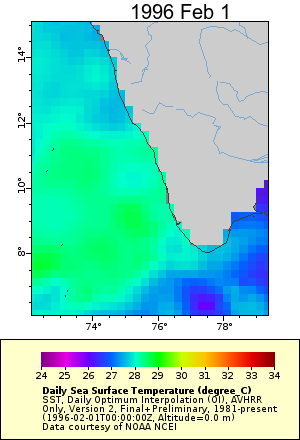 1996 Feb 1
14°
12°
10°
8°
74°
76°
78°
24 25 26 27 28 29 30 31 32 33 34
Daily Sea Surface Temperature (degree_C)
SST, Daily Optimum Interpolation (OI), AVHRR
Only, Version 2, Final+Preliminary, 1981-present
(1996-02-01T00:00:00Z, Altitude=0.0 m)
Data courtesy of NOAA NCEI